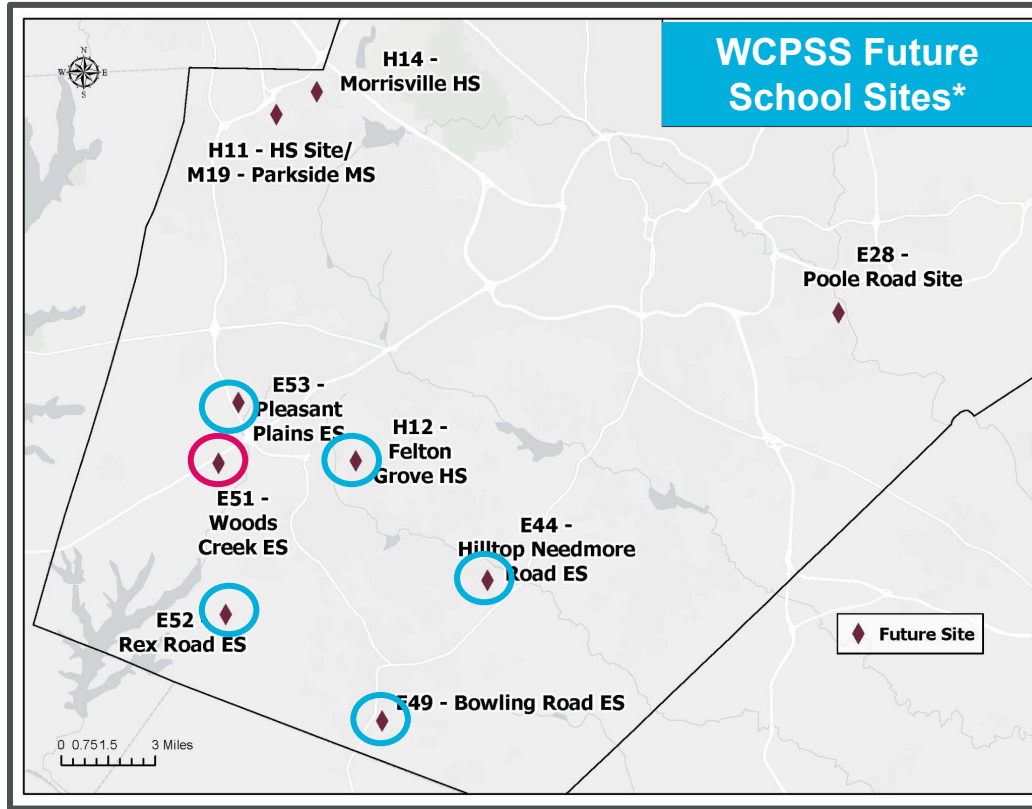 WCPSS Future
School Sites*
N
W
E
S
H14 -
Morrisville HS
H11 - HS Site/
M19 - Parkside MS
E28 -
Poole Road Site
E53 -
Pleasant
Plains ES
H12 -
Felton
Grove HS
E51 -
Woods
Creek ES
E44 -
Hilltop Needmore
Road ES
E52 -
Rex Road ES
Future Site
E49 - Bowling Road ES
0 0.751.5 3 Miles